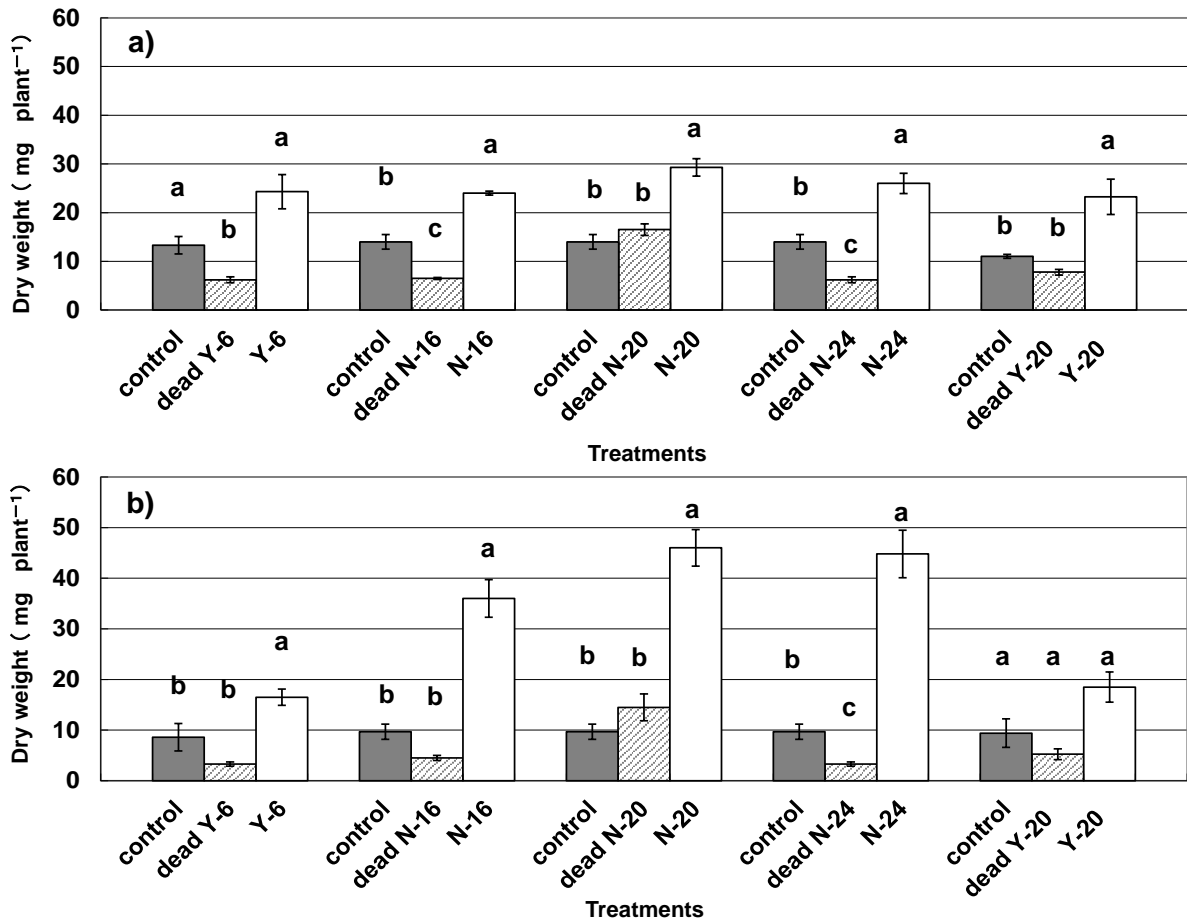 a)
Dry weight（mg plant−1）
60
50
40
30
20
10
0
a b a
b c a
b b a
b c a
b b a
control dead Y-6 Y-6 control dead N-16 N-16 control dead N-20 N-20 control dead N-24 N-24 control dead Y-20 Y-20
Treatments
b)
Dry weight（mg plant−1）
60
50
40
30
20
10
0
b b a
b b a
b b a
b c a
a a a
control dead Y-6 Y-6 control dead N-16 N-16 control dead N-20 N-20 control dead N-24 N-24 control dead Y-20 Y-20
Treatments